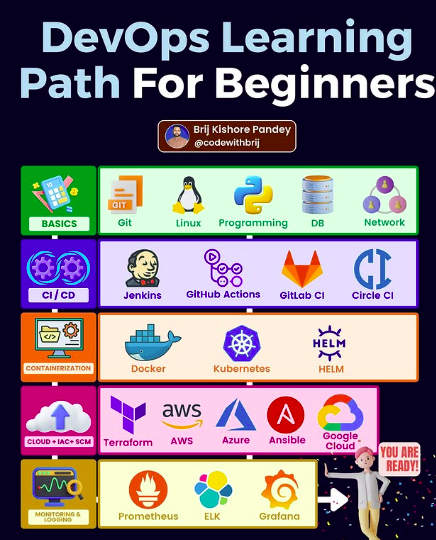 DevOps Learning
Path For Beginners
Brij Kishore Pandey
@codewithbrij
BASICS
GIT
Git
Linux
Programming
DB
Network
CI / CD
Jenkins
GitHub Actions
GitLab CI
Circle CI
CONTAINERIZATION
Docker
Kubernetes
HELM
HELM
CLOUD + IAC+ SCM
Terraform
aws
AWS
Azure
Ansible
Google
Cloud
YOU ARE
READY!
MONITORING &
LOGGING
Prometheus
ELK
Grafana